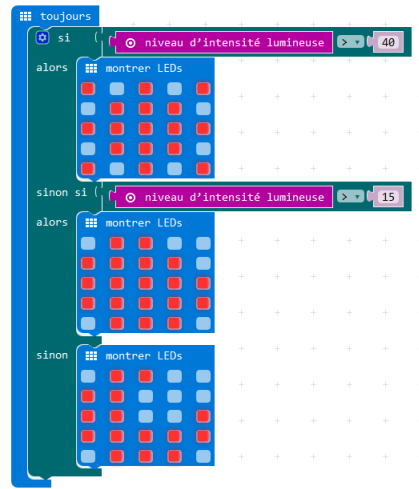 toujours
si niveau d'intensité lumineuse > 40
alors montrer LEDs
sinon si niveau d'intensité lumineuse > 15
alors montrer LEDs
sinon montrer LEDs